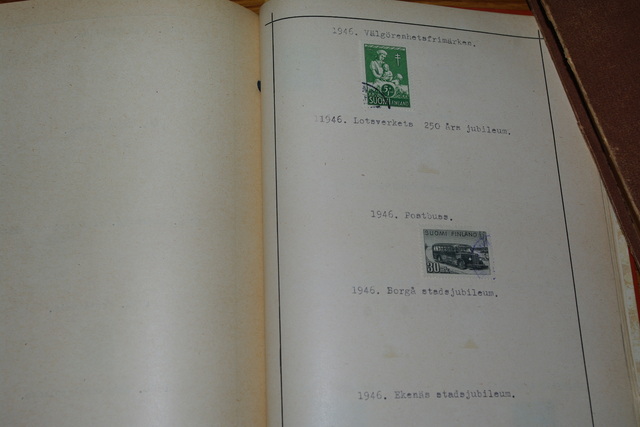 1946. Välgörenhetsfrimärken.
SUOMI FINLAND
1946. Lotsverkets 250 Års jubileum.
1946. Postbuss.
SUOMI FINLAND
30
1946. Borgå stadsjubileum.
1946. Ekenäs stadsjubileum.